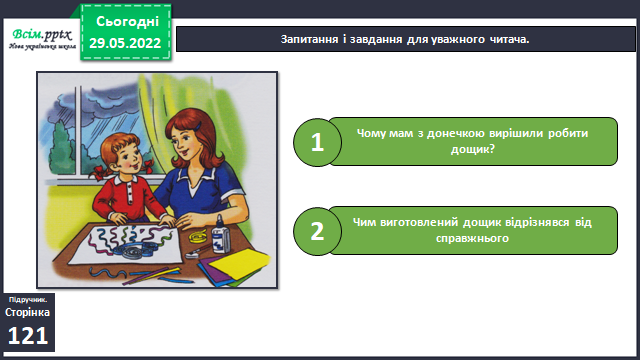 Всім.pptx
Нова українська школа
Сьогодні
29.05.2022
Запитання і завдання для уважного читача.
1
Чому мам з донечкою вирішили робити
дощик?
2
Чим виготовлений дощик відрізнявся від
справжнього
Підручник.
Сторінка
121